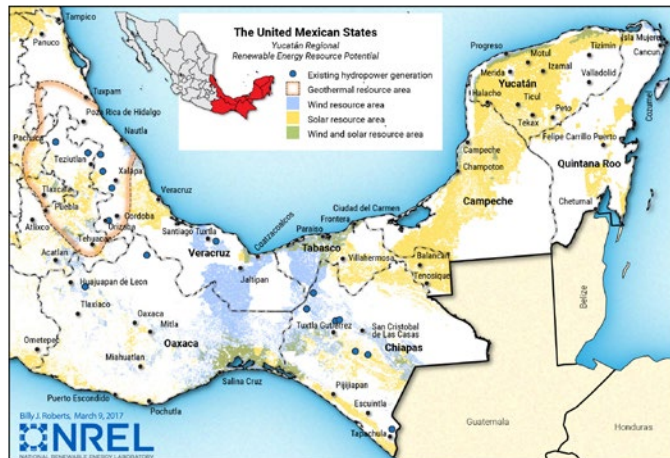 The United Mexican States
Yucatán Regional
Renewable Energy Resource Potential
Existing hydropower generation
Geothermal resource area
Wind resource area
Solar resource area
Wind and solar resource area
Tampico
Panuco
Tuxpam
Poza Rica de Hidalgo
Nautla
Pachuca
Teziutlan
Xalapa
Tlaxcala
Puebla
Veracruz
Cordoba
Orizaba
Atlixco
Tehuacan
Acatlan
Santiago Tuxtla
Veracruz
Coatzacoalcos
Jaltipan
Huajuapan de Leon
Tlaxiaco
Oaxaca
Mitla
Ometepec
Oaxaca
Miahuatlan
Puerto Escondido
Pochutla
Salina Cruz
Ciudad del Carmen
Frontera
Paraiso
Tabasco
Villahermosa
Balancan
Tenosique
Tuxtla Gutierrez
San Cristobal
de Las Casas
Chiapas
Pijijiapan
Escuintla
Tapachula
Progreso
Motul
Tizimin
Isla Mujeres
Cancun
Merida
Izamal
Valladolid
Yucatán
Halacho
Ticul
Peto
Tekax
Cozumel
Felipe Carrillo Puerto
Campeche
Champoton
Quintana Roo
Campeche
Chetumal
Belize
Guatemala
Honduras
Billy J. Roberts, March 9, 2017
NREL
NATIONAL RENEWABLE ENERGY LABORATORY